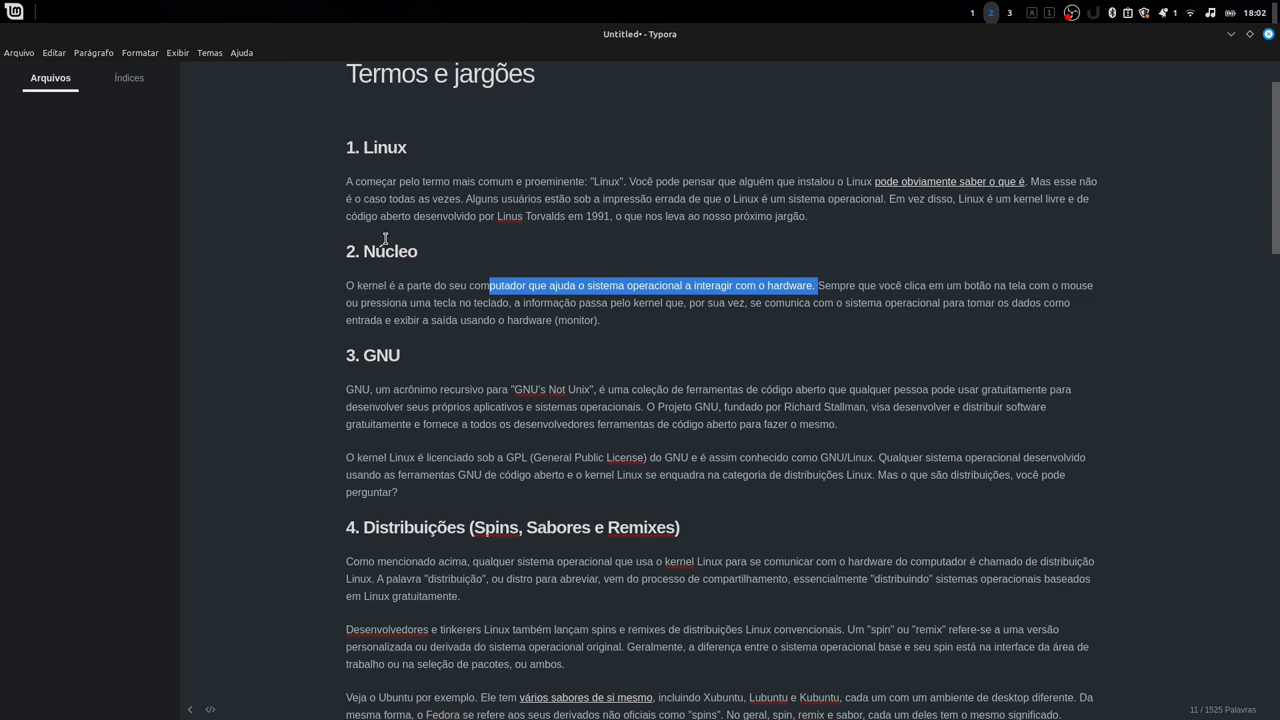 1 2 3 A 1 1 18:02
Untitled• - Typora
Arquivo Editar Parágrafo Formatar Exibir Temas Ajuda
Arquivos Índices
Termos e jargões
1. Linux
A começar pelo termo mais comum e proeminente: "Linux". Você pode pensar que alguém que instalou o Linux pode obviamente saber o que é. Mas esse não
é o caso todas as vezes. Alguns usuários estão sob a impressão errada de que o Linux é um sistema operacional. Em vez disso, Linux é um kernel livre e de
código aberto desenvolvido por Linus Torvalds em 1991, o que nos leva ao nosso próximo jargão.
2. Núcleo
O kernel é a parte do seu computador que ajuda o sistema operacional a interagir com o hardware. Sempre que você clica em um botão na tela com o mouse
ou pressiona uma tecla no teclado, a informação passa pelo kernel que, por sua vez, se comunica com o sistema operacional para tomar os dados como
entrada e exibir a saída usando o hardware (monitor).
3. GNU
GNU, um acrônimo recursivo para "GNU's Not Unix", é uma coleção de ferramentas de código aberto que qualquer pessoa pode usar gratuitamente para
desenvolver seus próprios aplicativos e sistemas operacionais. O Projeto GNU, fundado por Richard Stallman, visa desenvolver e distribuir software
gratuitamente e fornece a todos os desenvolvedores ferramentas de código aberto para fazer o mesmo.
O kernel Linux é licenciado sob a GPL (General Public License) do GNU e é assim conhecido como GNU/Linux. Qualquer sistema operacional desenvolvido
usando as ferramentas GNU de código aberto e o kernel Linux se enquadra na categoria de distribuições Linux. Mas o que são distribuições, você pode
perguntar?
4. Distribuições (Spins, Sabores e Remixes)
Como mencionado acima, qualquer sistema operacional que usa o kernel Linux para se comunicar com o hardware do computador é chamado de distribuição
Linux. A palavra "distribuição", ou distro para abreviar, vem do processo de compartilhamento, essencialmente "distribuindo" sistemas operacionais baseados
em Linux gratuitamente.
Desenvolvedores e tinkerers Linux também lançam spins e remixes de distribuições Linux convencionais. Um "spin" ou "remix" refere-se a uma versão
personalizada ou derivada do sistema operacional original. Geralmente, a diferença entre o sistema operacional base e seu spin está na interface da área de
trabalho ou na seleção de pacotes, ou ambos.
Veja o Ubuntu por exemplo. Ele tem vários sabores de si mesmo, incluindo Xubuntu, Lubuntu e Kubuntu, cada um com um ambiente de desktop diferente. Da
mesma forma, o Fedora se refere aos seus derivados não oficiais como "spins". No geral, spin, remix e sabor, cada um deles tem o mesmo significado.
11 / 1525 Palavras